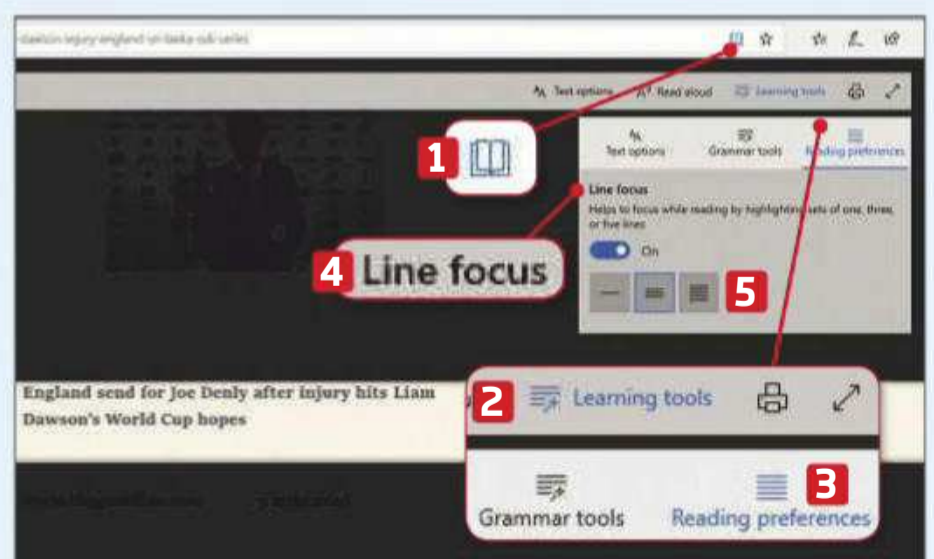 Text options Read aloud Learning tools
1
Text options Grammar tools Reading preferences
Line focus
Helps to focus while reading by highlighting sets of one, three,
or five lines
On
4 Line focus
5
England send for Joe Denly after injury hits Liam
Dawson's World Cup hopes
2 Learning tools
3
Grammar tools Reading preferences